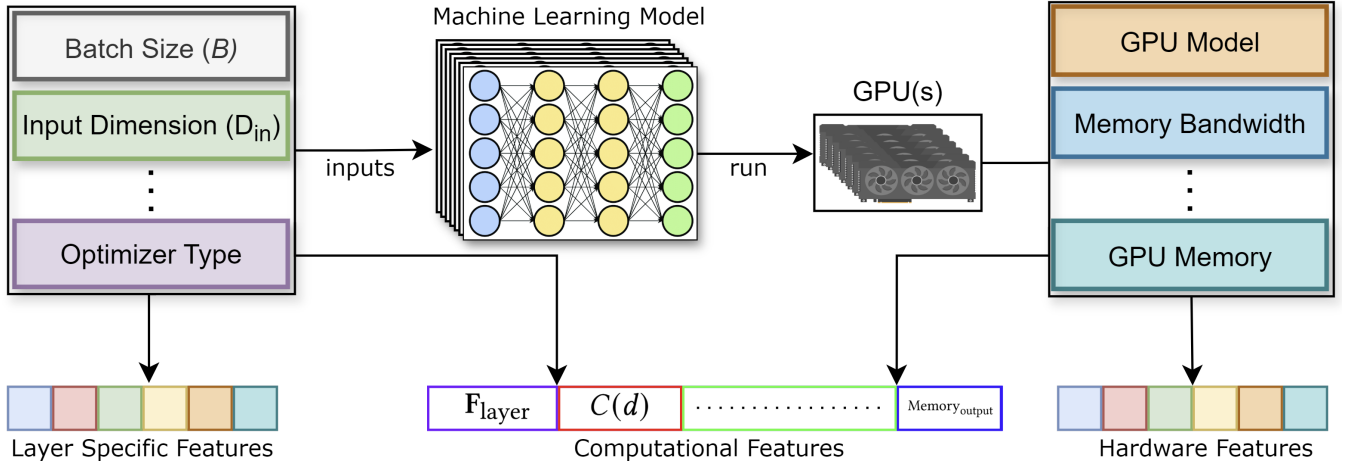 Machine Learning Model
Batch Size (B)
Input Dimension (Din)
Optimizer Type
inputs
run
GPU(s)
GPU Model
Memory Bandwidth
GPU Memory
Flayer
C(d)
Memoryoutput
Layer Specific Features
Computational Features
Hardware Features